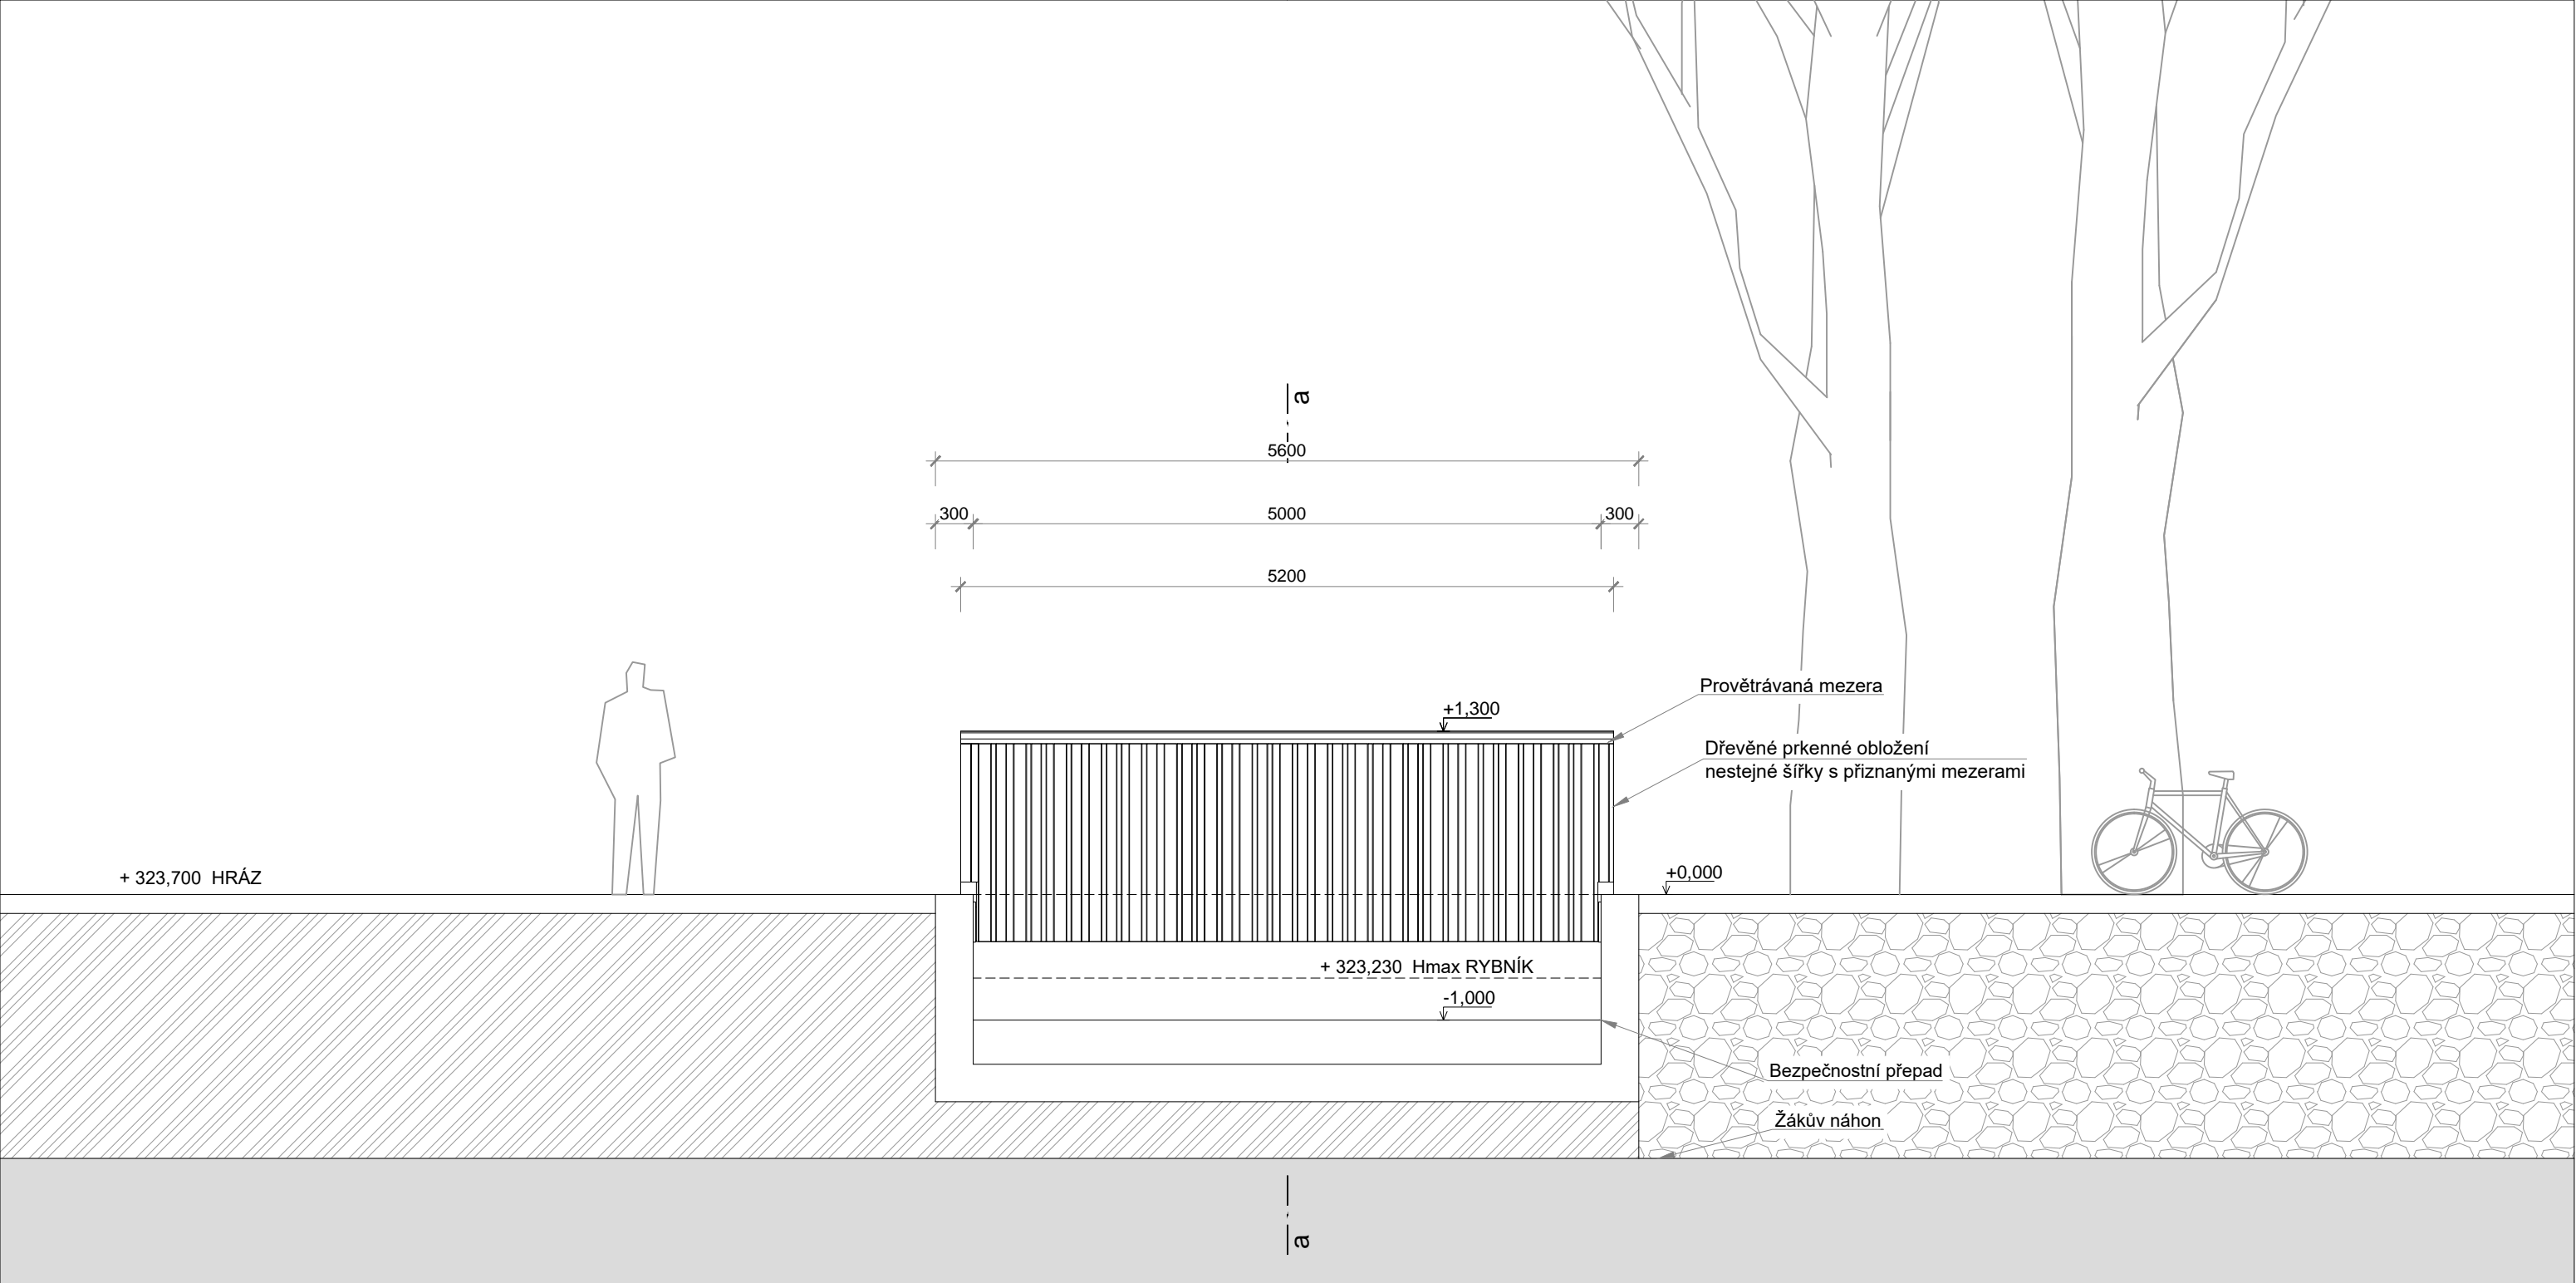 a
5600
300 5000 300
5200
Provětrávaná mezera
+1,300
Dřevěné prkenné obložení
nestejné šířky s přiznanými mezerami
+ 323,700 HRÁZ
+0,000
+ 323,230 Hmax RYBNÍK
-1,000
Bezpečnostní přepad
Žákův náhon
a